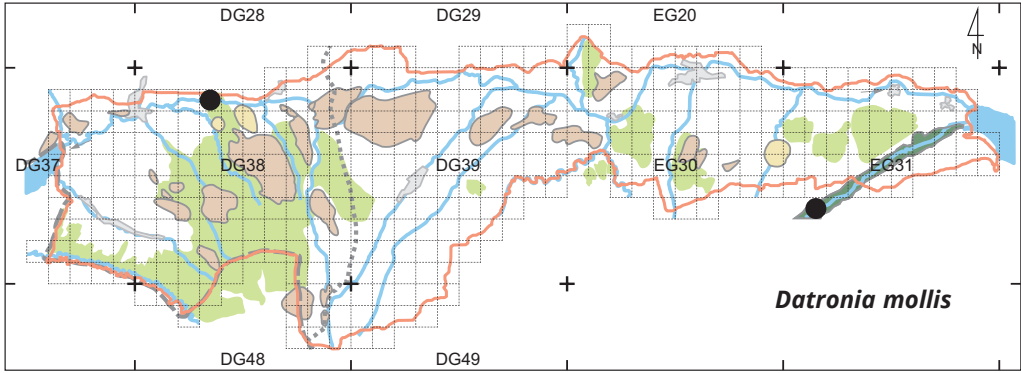 DG28 DG29 EG20
N
DG37 DG38 DG39 EG30 EG31
Datronia mollis
DG48 DG49